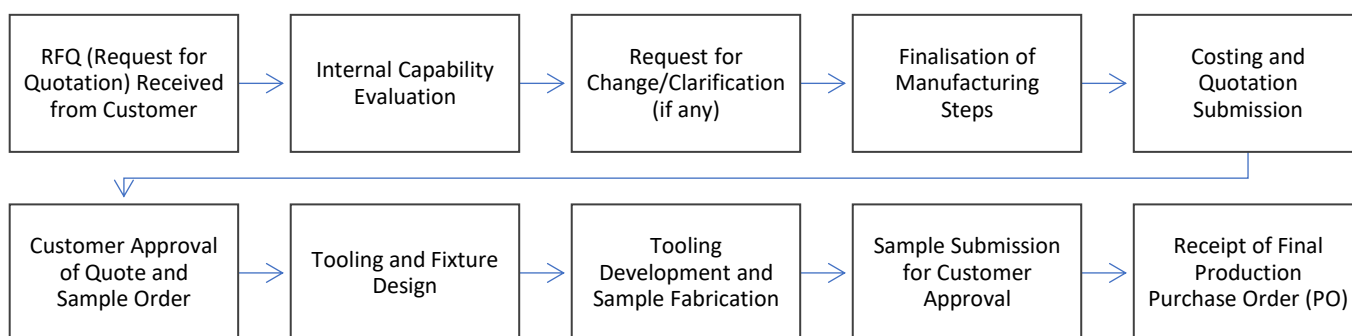 RFQ (Request for
Quotation) Received
from Customer
Internal Capability
Evaluation
Request for
Change/Clarification
(if any)
Finalisation of
Manufacturing
Steps
Costing and
Quotation
Submission
Customer Approval
of Quote and
Sample Order
Tooling and Fixture
Design
Tooling
Development and
Sample Fabrication
Sample Submission
for Customer
Approval
Receipt of Final
Production
Purchase Order (PO)